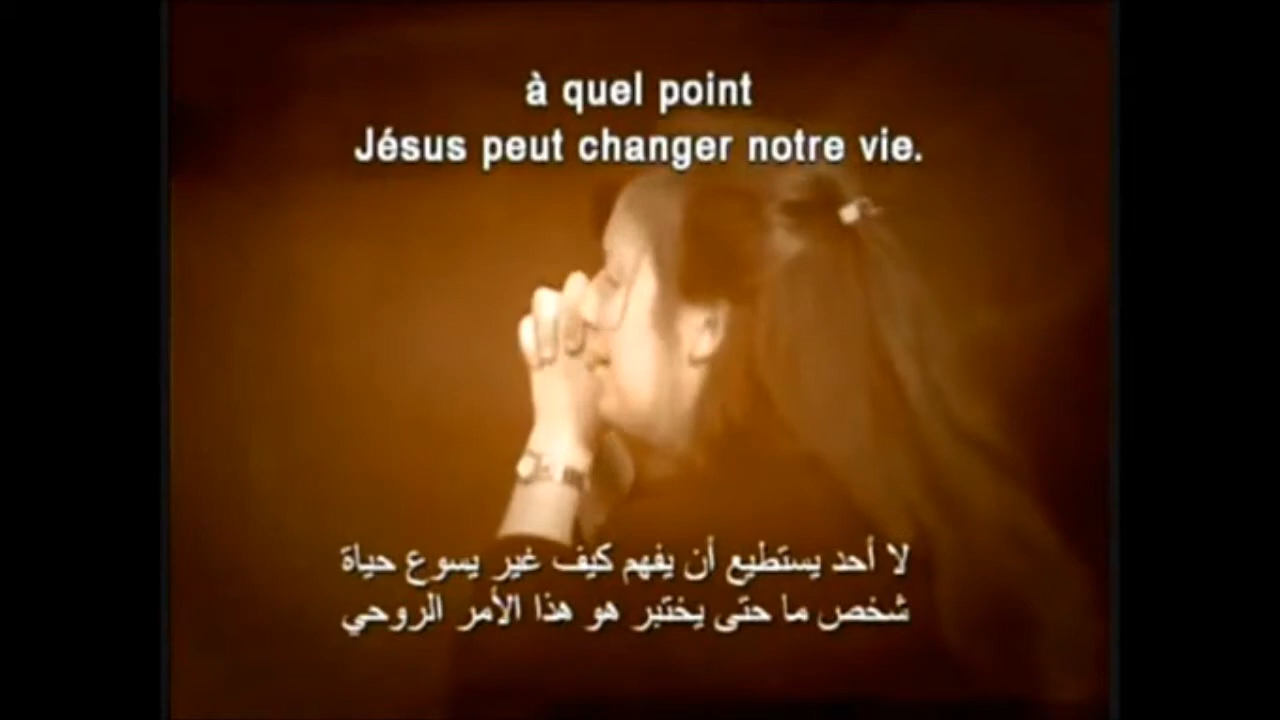 à quel point
Jésus peut changer notre vie.
لا أحد يستطيع أن يفهم كيف غير يسوع حياة
شخص ما حتى يختبر هو هذا الأمر الروحي